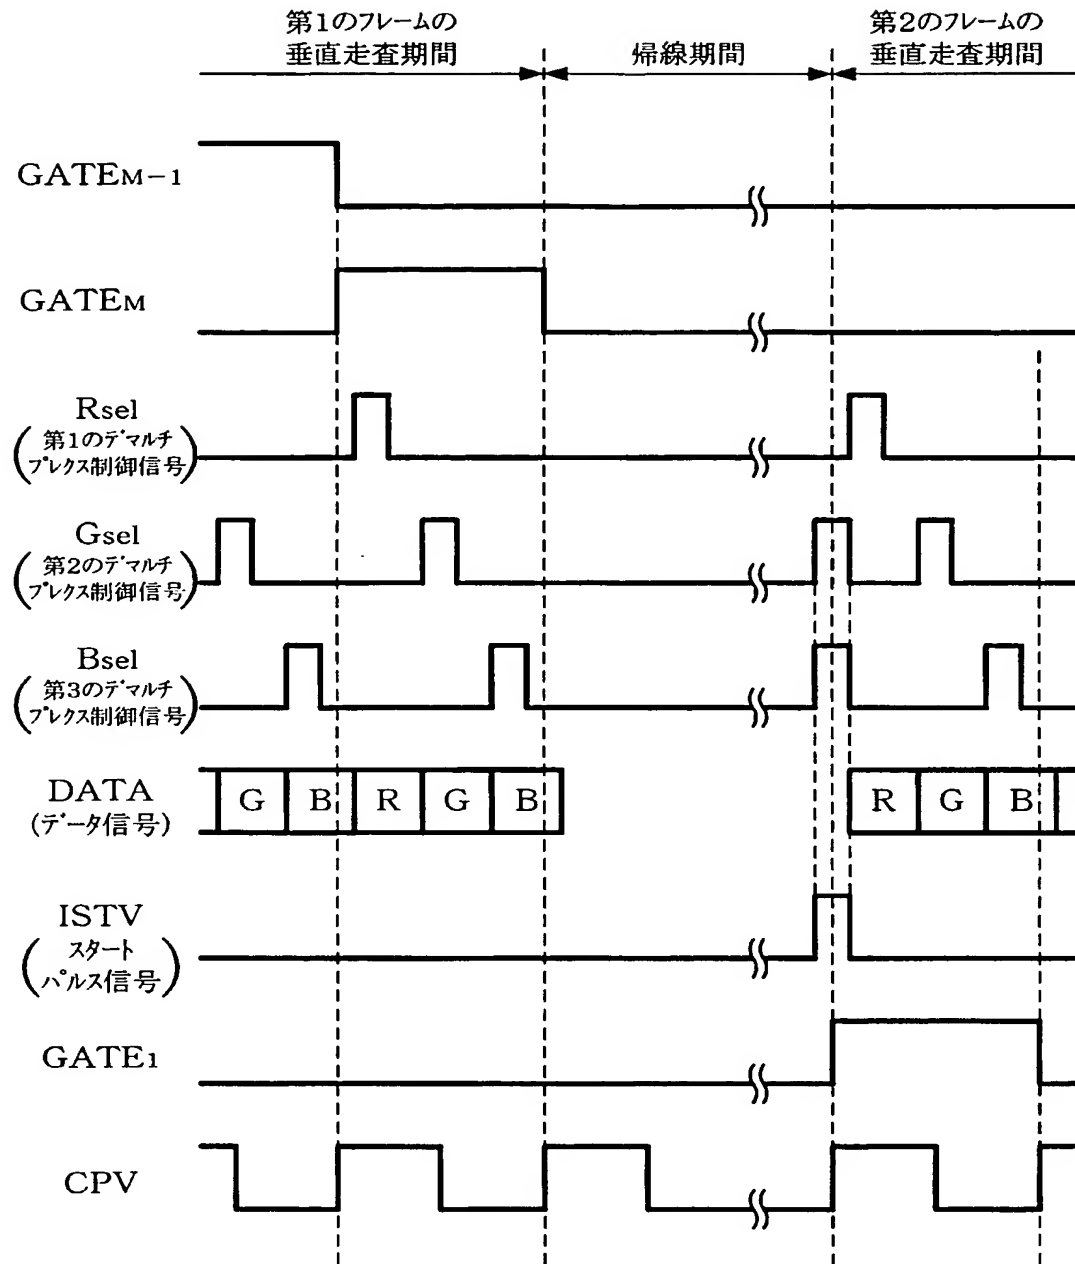 第1のフレームの
垂直走査期間
帰線期間
第2のフレームの
垂直走査期間
GATEM-1
GATEM
Rsel
(第1のデマルチ
プレクス制御信号)
Gsel
(第2のデマルチ
プレクス制御信号)
Bsel
(第3のデマルチ
プレクス制御信号)
DATA
(データ信号)
G B R G B R G B
ISTV
(スタート
パルス信号)
GATE1
CPV